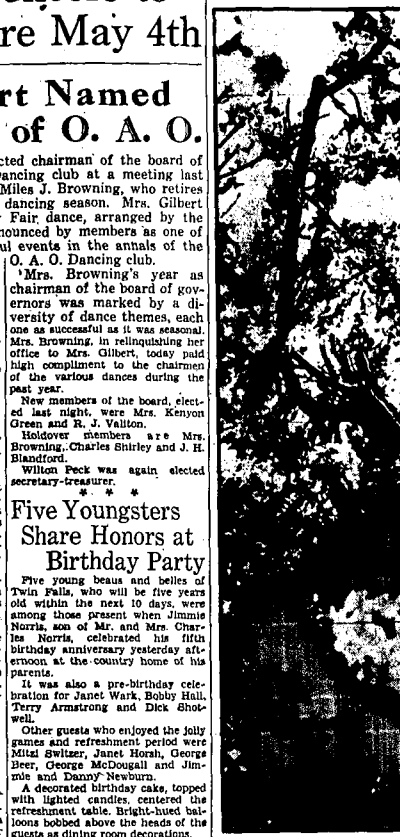 re May 4th
rt Named
of O. A. O.
cted chairman of the board of
ancing club at a meeting last
Miles J. Browning, who retires
dancing season. Mrs. Gilbert
Fair dance, arranged by the
nounced by members as one of
ul events in the annals of the
O. A. O. Dancing club.
Mrs. Browning's year as
chairman of the board of gov-
ernors was marked by a di-
versity of dance themes, each
one as successful as it was seasonal.
Mrs. Browning, in relinquishing her
office to Mrs. Gilbert, today paid
high compliment to the chairmen
of the various dances during the
past year.
New members of the board, elect-
ed last night, were Mrs. Kenyon
Green and R. J. Vallton.
Holdover members are Mrs.
Browning, Charles Shirley and J. H.
Blandford.
Wilton Peck was again elected
secretary-treasurer.
* * *
Five Youngsters
Share Honors at
Birthday Party
Five young beaus and belles of
Twin Falls, who will be five years
old within the next 10 days, were
among those present when Jimmie
Norris, son of Mr. and Mrs. Char-
les Norris, celebrated his fifth
birthday anniversary yesterday aft-
ernoon at the country home of his
parents.
It was also a pre-birthday cele-
bration for Janet Wark, Bobby Hall,
Terry Armstrong and Dick Shot-
well.
Other guests who enjoyed the jolly
games and refreshment period were
Mitzi Switzer, Janet Horsh, George
Beer, George McDougall and Jim-
mie and Danny Newburn.
A decorated birthday cake, topped
with lighted candles, centered the
refreshment table. Bright-hued bal-
loons bobbed above the heads of the
guests as dining room decorations.